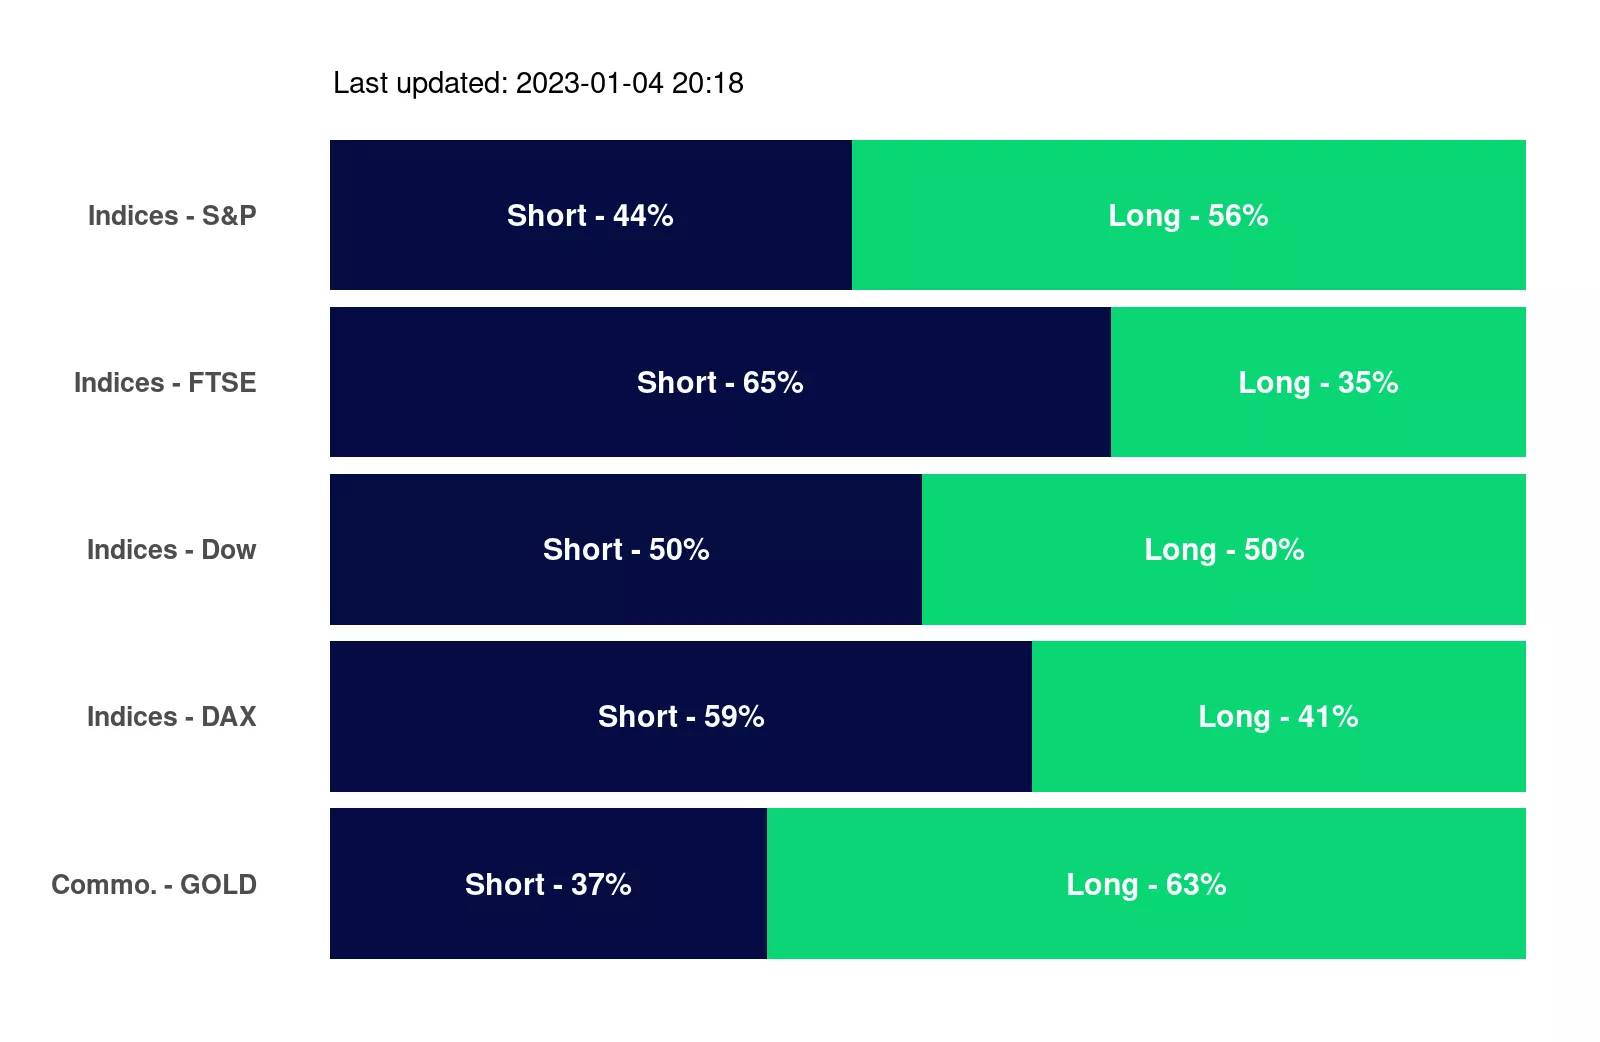 Last updated: 2023-01-04 20:18
Indices - S&P Short - 44% Long - 56%
Indices - FTSE Short - 65% Long - 35%
Indices - Dow Short - 50% Long - 50%
Indices - DAX Short - 59% Long - 41%
Commo. - GOLD Short - 37% Long - 63%